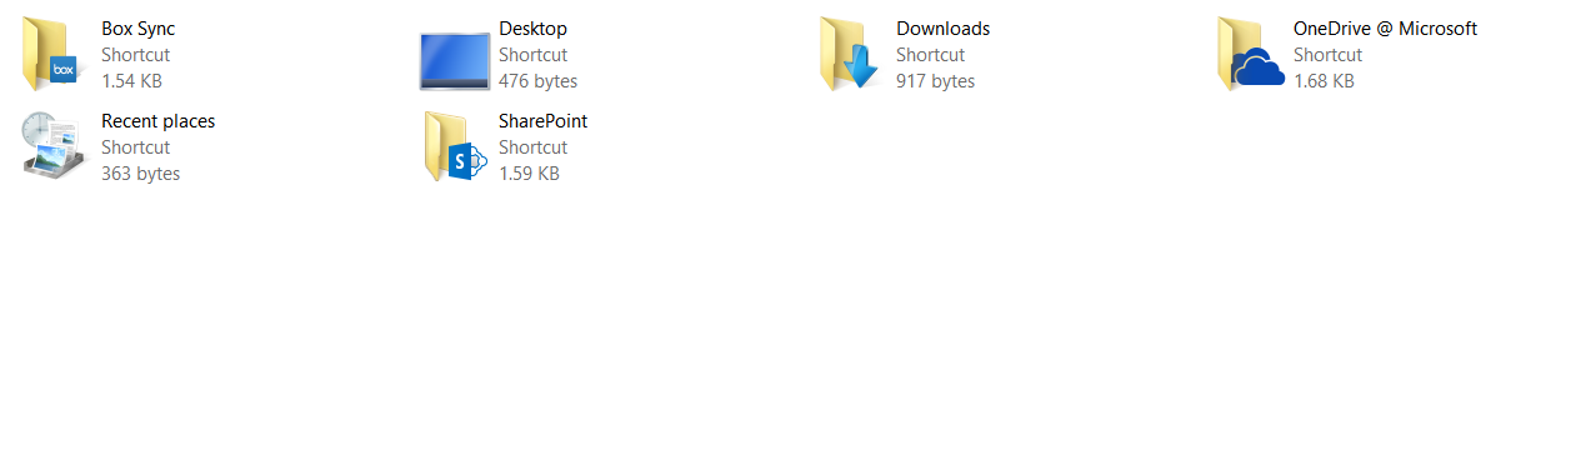 Box Sync
Shortcut
1.54 KB
Desktop
Shortcut
476 bytes
Downloads
Shortcut
917 bytes
OneDrive @ Microsoft
Shortcut
1.68 KB
Recent places
Shortcut
363 bytes
SharePoint
Shortcut
1.59 KB
box
S